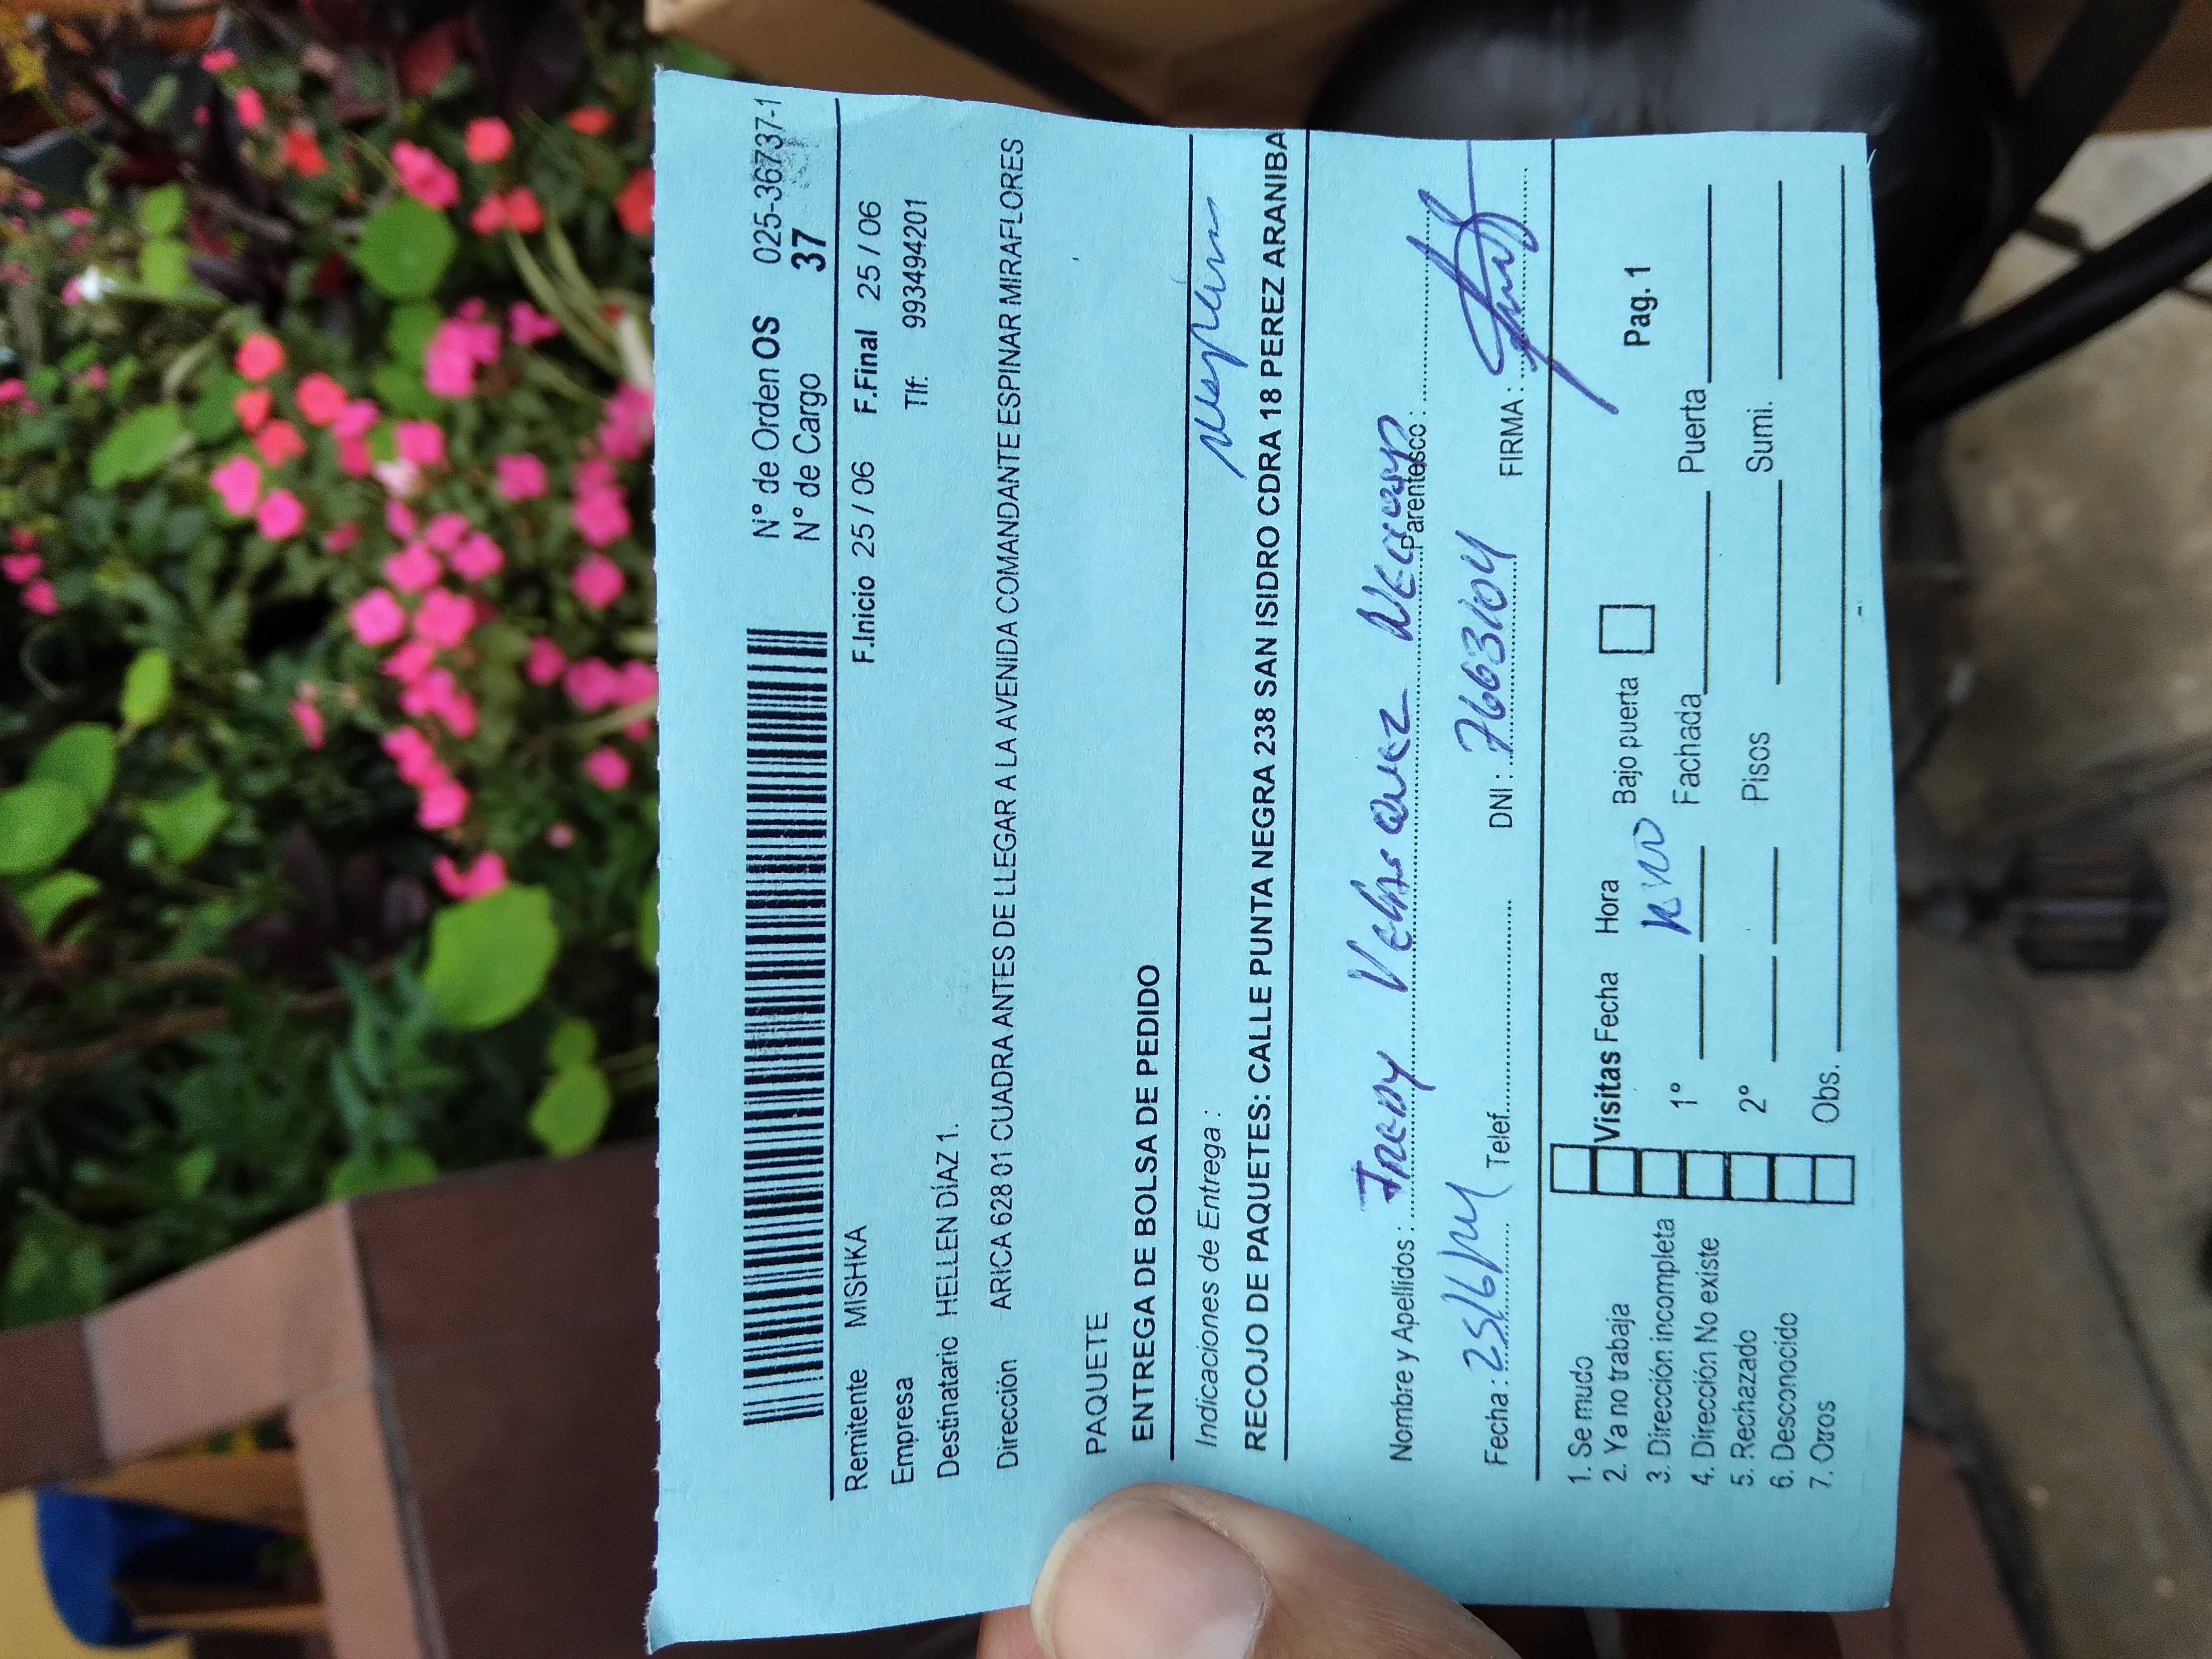 N° de Orden OS 025-36737-1
N° de Cargo 37
Remitente MISHKA F.Inicio 25 / 06 F.Final 25 / 06
Empresa Tlf: 993494201
Destinatario HELLEN DÍAZ 1.
Dirección ARICA 628 01 CUADRA ANTES DE LLEGAR A LA AVENIDA COMANDANTE ESPINAR MIRAFLORES
PAQUETE
ENTREGA DE BOLSA DE PEDIDO
Indicaciones de Entrega :
RECOJO DE PAQUETES: CALLE PUNTA NEGRA 238 SAN ISIDRO CDRA 18 PEREZ ARANIBA
Nombre y Apellidos : Fredy Velasquez Parentesco :
Fecha : Telef. DNI : 7663104 FIRMA :
1. Se mudo
2. Ya no trabaja Visitas Fecha Hora Bajo puerta Pag. 1
3. Dirección incompleta
4. Dirección No existe 1° Fachada Puerta
5. Rechazado 2° Pisos Sumi.
6. Desconocido
7. Otros Obs.